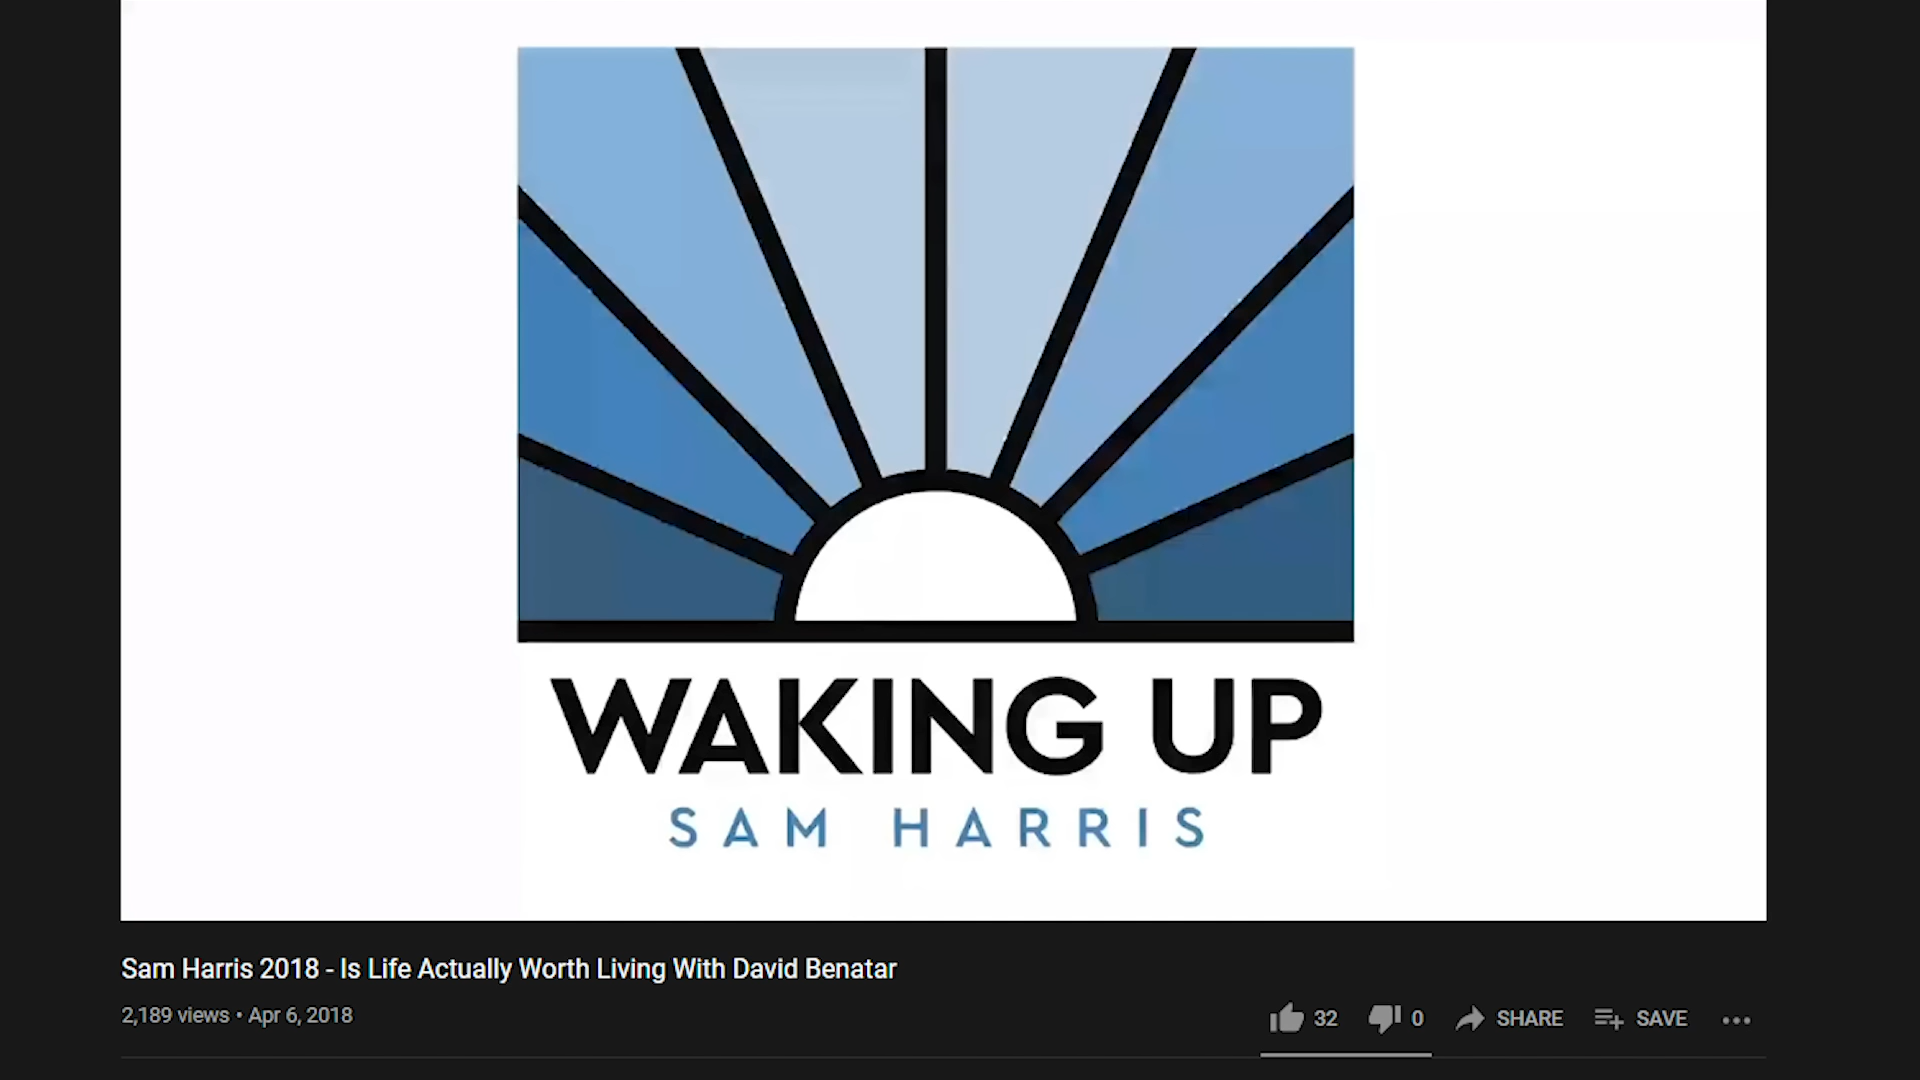 WAKING UP
SAM HARRIS
Sam Harris 2018 - Is Life Actually Worth Living With David Benatar
2,189 views • Apr 6, 2018
32 0 SHARE SAVE